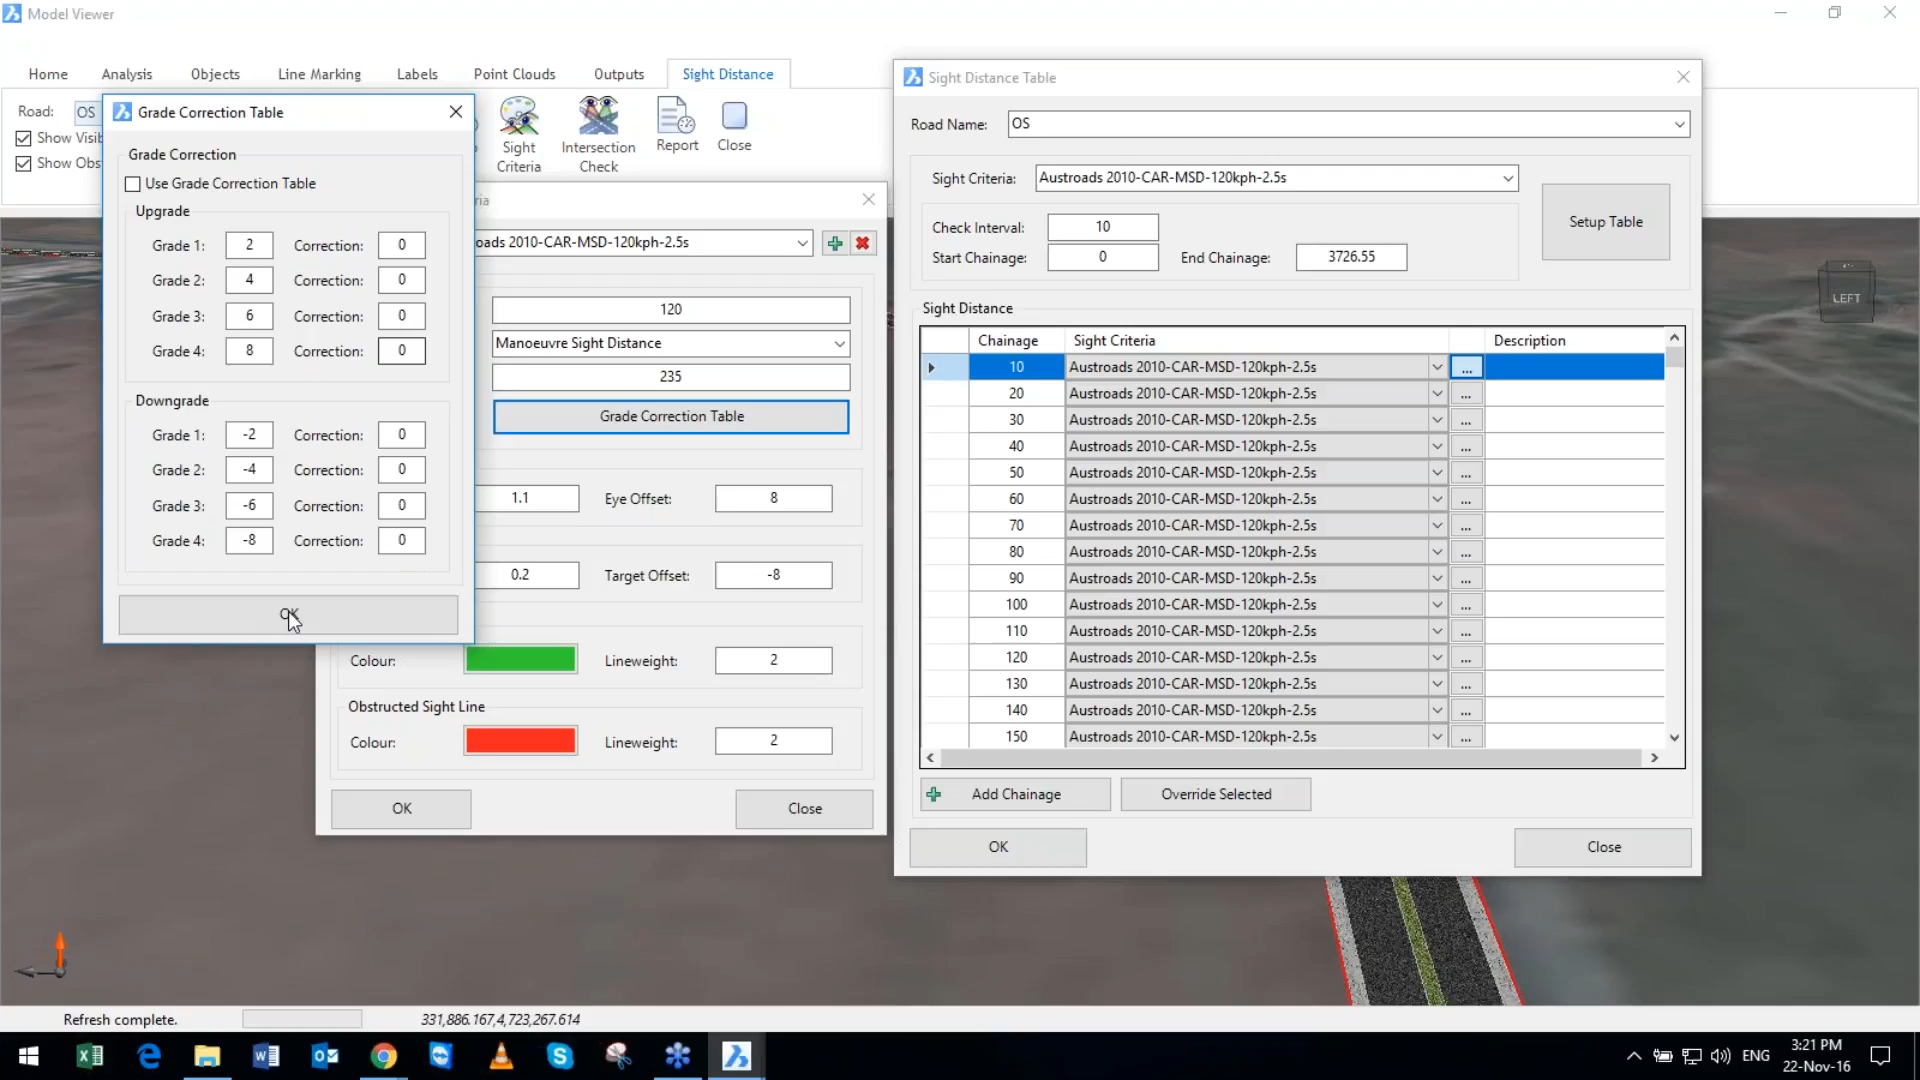 Model Viewer
Home Analysis Objects Line Marking Labels Point Clouds Outputs Sight Distance
Road: OS
Show Visib
Show Obs
Sight
Criteria
Intersection
Check
Report
Close
Grade Correction Table
Grade Correction
Use Grade Correction Table
Upgrade
Grade 1: 2 Correction: 0
Grade 2: 4 Correction: 0
Grade 3: 6 Correction: 0
Grade 4: 8 Correction: 0
Downgrade
Grade 1: -2 Correction: 0
Grade 2: -4 Correction: 0
Grade 3: -6 Correction: 0
Grade 4: -8 Correction: 0
OK
ria
oads 2010-CAR-MSD-120kph-2.5s
120
Manoeuvre Sight Distance
235
Grade Correction Table
1.1 Eye Offset: 8
0.2 Target Offset: -8
Colour: Lineweight: 2
Obstructed Sight Line
Colour: Lineweight: 2
OK Close
Sight Distance Table
Road Name: OS
Sight Criteria: Austroads 2010-CAR-MSD-120kph-2.5s
Check Interval: 10
Start Chainage: 0 End Chainage: 3726.55
Setup Table
Sight Distance
Chainage Sight Criteria Description
10 Austroads 2010-CAR-MSD-120kph-2.5s ...
20 Austroads 2010-CAR-MSD-120kph-2.5s ...
30 Austroads 2010-CAR-MSD-120kph-2.5s ...
40 Austroads 2010-CAR-MSD-120kph-2.5s ...
50 Austroads 2010-CAR-MSD-120kph-2.5s ...
60 Austroads 2010-CAR-MSD-120kph-2.5s ...
70 Austroads 2010-CAR-MSD-120kph-2.5s ...
80 Austroads 2010-CAR-MSD-120kph-2.5s ...
90 Austroads 2010-CAR-MSD-120kph-2.5s ...
100 Austroads 2010-CAR-MSD-120kph-2.5s ...
110 Austroads 2010-CAR-MSD-120kph-2.5s ...
120 Austroads 2010-CAR-MSD-120kph-2.5s ...
130 Austroads 2010-CAR-MSD-120kph-2.5s ...
140 Austroads 2010-CAR-MSD-120kph-2.5s ...
150 Austroads 2010-CAR-MSD-120kph-2.5s ...
Add Chainage Override Selected
OK Close
LEFT
Refresh complete. 331,886.167,4,723,267.614
ENG
3:21 PM
22-Nov-16